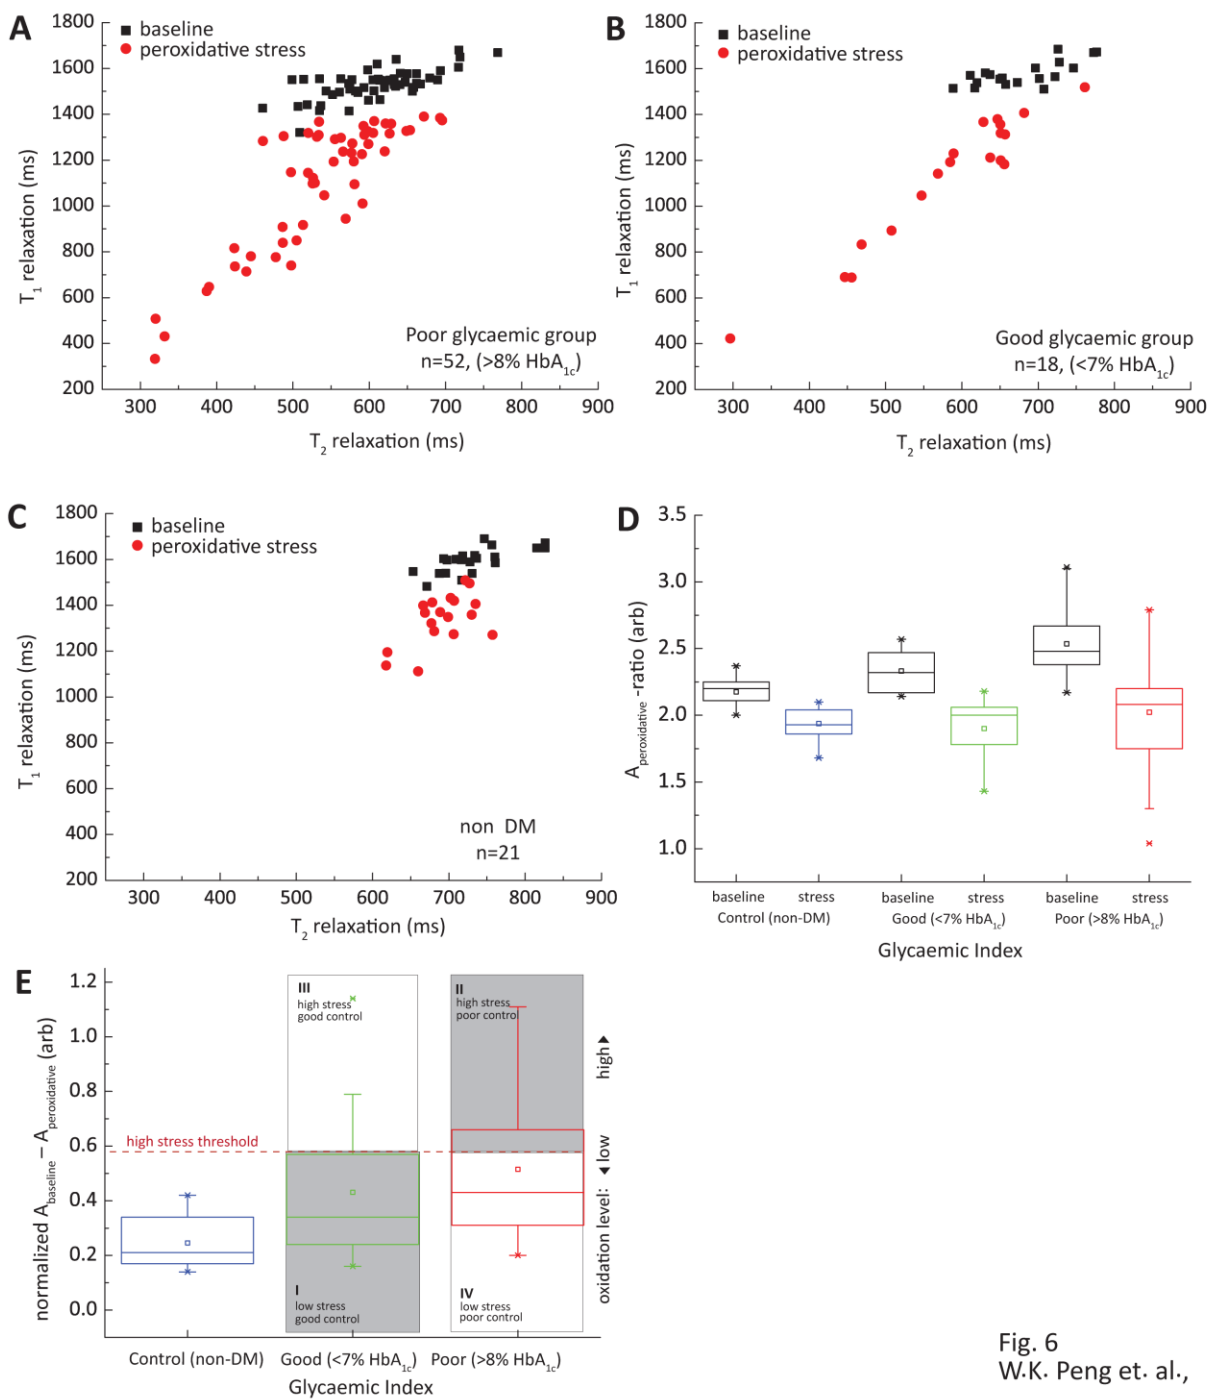 A
baseline
peroxidative stress
1800
1600
1400
1200
1000
800
600
400
200
T1 relaxation (ms)
Poor glycaemic group
n=52, (>8% HbA1c)
300 400 500 600 700 800 900
T2 relaxation (ms)
B
baseline
peroxidative stress
1800
1600
1400
1200
1000
800
600
400
200
T1 relaxation (ms)
Good glycaemic group
n=18, (<7% HbA1c)
300 400 500 600 700 800 900
T2 relaxation (ms)
C
baseline
peroxidative stress
1800
1600
1400
1200
1000
800
600
400
200
T1 relaxation (ms)
non DM
n=21
300 400 500 600 700 800 900
T2 relaxation (ms)
D
3.5
3.0
2.5
2.0
1.5
1.0
Aperoxidative -ratio (arb)
baseline stress baseline stress baseline stress
Control (non-DM) Good (<7% HbA1c) Poor (>8% HbA1c)
Glycaemic Index
E
1.2
1.0
0.8
0.6
0.4
0.2
0.0
normalized Abaseline – Aperoxidative (arb)
III
high stress
good control
II
high stress
poor control
high stress threshold
I
low stress
good control
IV
low stress
poor control
oxidation level: ◄ low high ►
Control (non-DM) Good (<7% HbA1c) Poor (>8% HbA1c)
Glycaemic Index
Fig. 6
W.K. Peng et. al.,